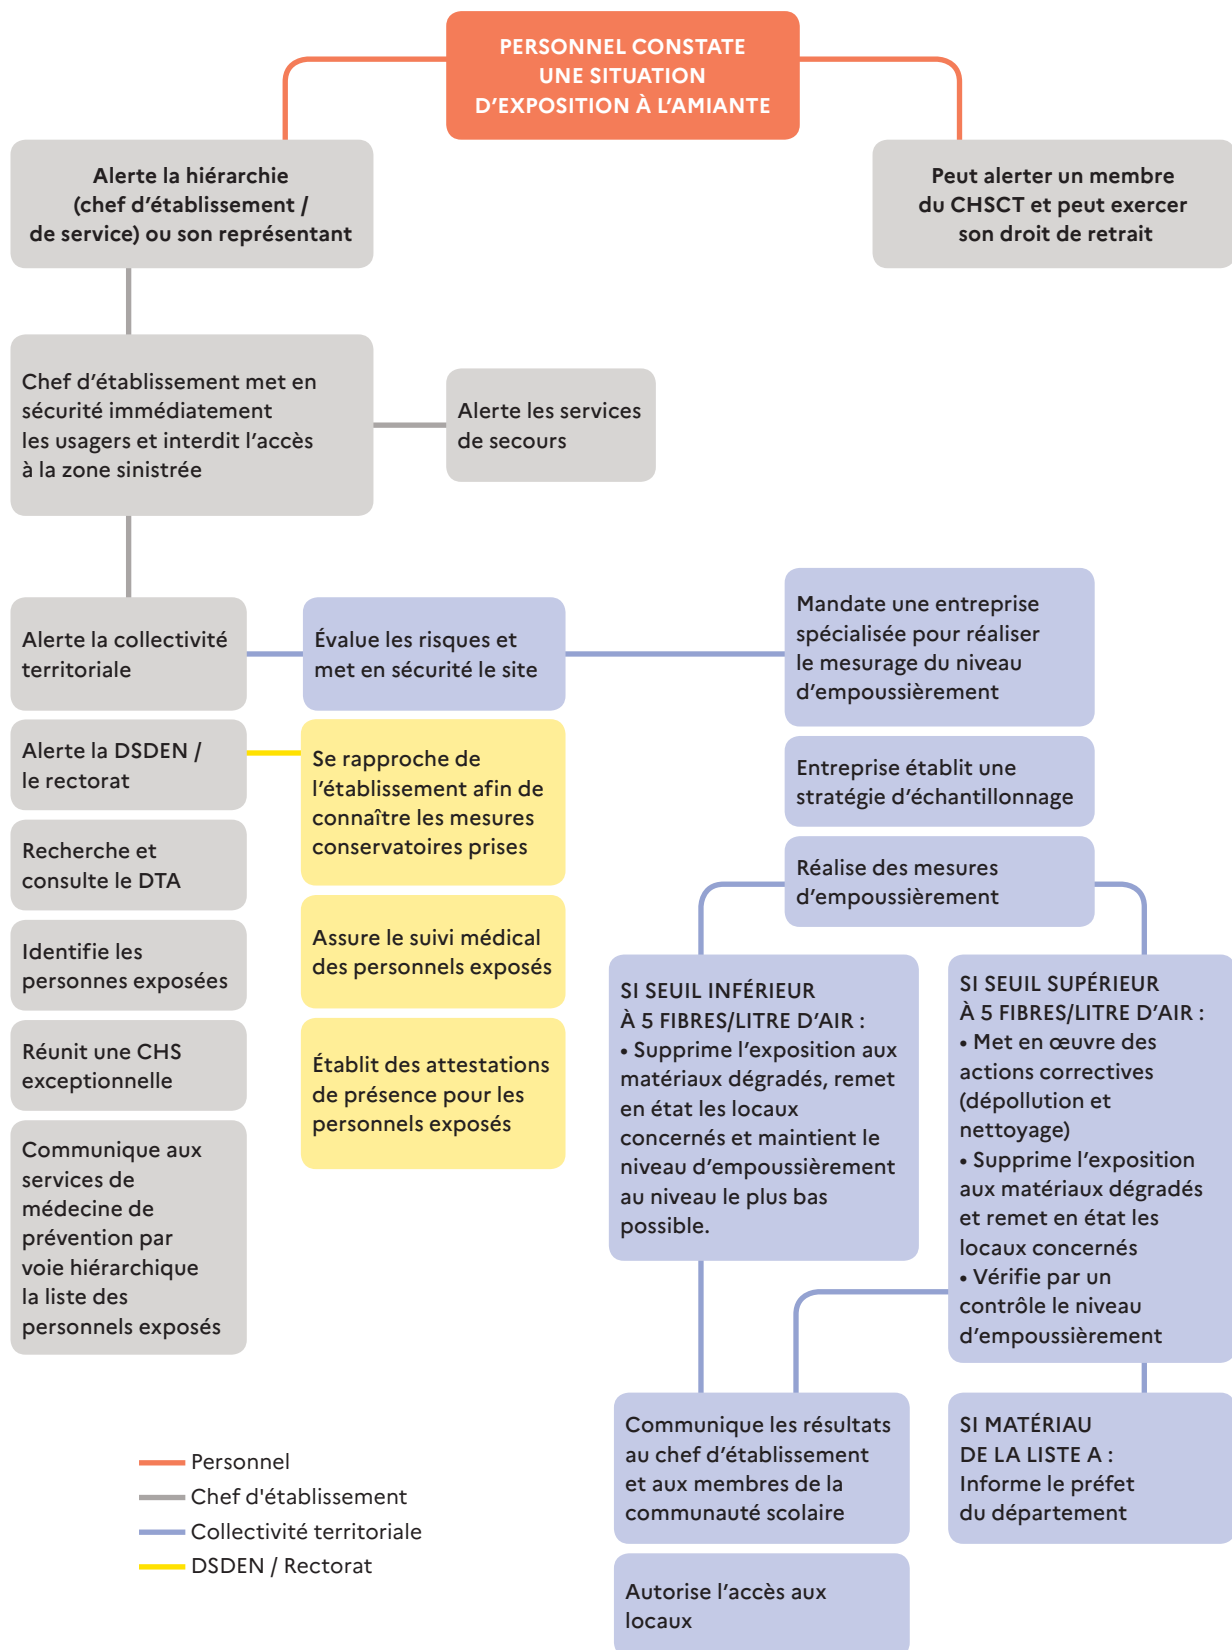 PERSONNEL CONSTATE
UNE SITUATION
D’EXPOSITION À L’AMIANTE
Alerte la hiérarchie
(chef d’établissement /
de service) ou son représentant
Peut alerter un membre
du CHSCT et peut exercer
son droit de retrait
Chef d’établissement met en
sécurité immédiatement
les usagers et interdit l’accès
à la zone sinistrée
Alerte les services
de secours
Alerte la collectivité
territoriale
Évalue les risques et
met en sécurité le site
Mandate une entreprise
spécialisée pour réaliser
le mesurage du niveau
d’empoussièrement
Alerte la DSDEN /
le rectorat
Se rapproche de
l’établissement afin de
connaître les mesures
conservatoires prises
Entreprise établit une
stratégie d’échantillonnage
Recherche et
consulte le DTA
Réalise des mesures
d’empoussièrement
Identifie les
personnes exposées
Assure le suivi médical
des personnels exposés
Réunit une CHS
exceptionnelle
Établit des attestations
de présence pour les
personnels exposés
Communique aux
services de
médecine de
prévention par
voie hiérarchique
la liste des
personnels exposés
SI SEUIL INFÉRIEUR
À 5 FIBRES/LITRE D’AIR :
• Supprime l’exposition aux
matériaux dégradés, remet
en état les locaux
concernés et maintient le
niveau d’empoussièrement
au niveau le plus bas
possible.
SI SEUIL SUPÉRIEUR
À 5 FIBRES/LITRE D’AIR :
• Met en œuvre des
actions correctives
(dépollution et
nettoyage)
• Supprime l’exposition
aux matériaux dégradés
et remet en état les
locaux concernés
• Vérifie par un
contrôle le niveau
d’empoussièrement
Communique les résultats
au chef d’établissement
et aux membres de la
communauté scolaire
SI MATÉRIAU
DE LA LISTE A :
Informe le préfet
du département
Autorise l’accès aux
locaux
Personnel
Chef d'établissement
Collectivité territoriale
DSDEN / Rectorat